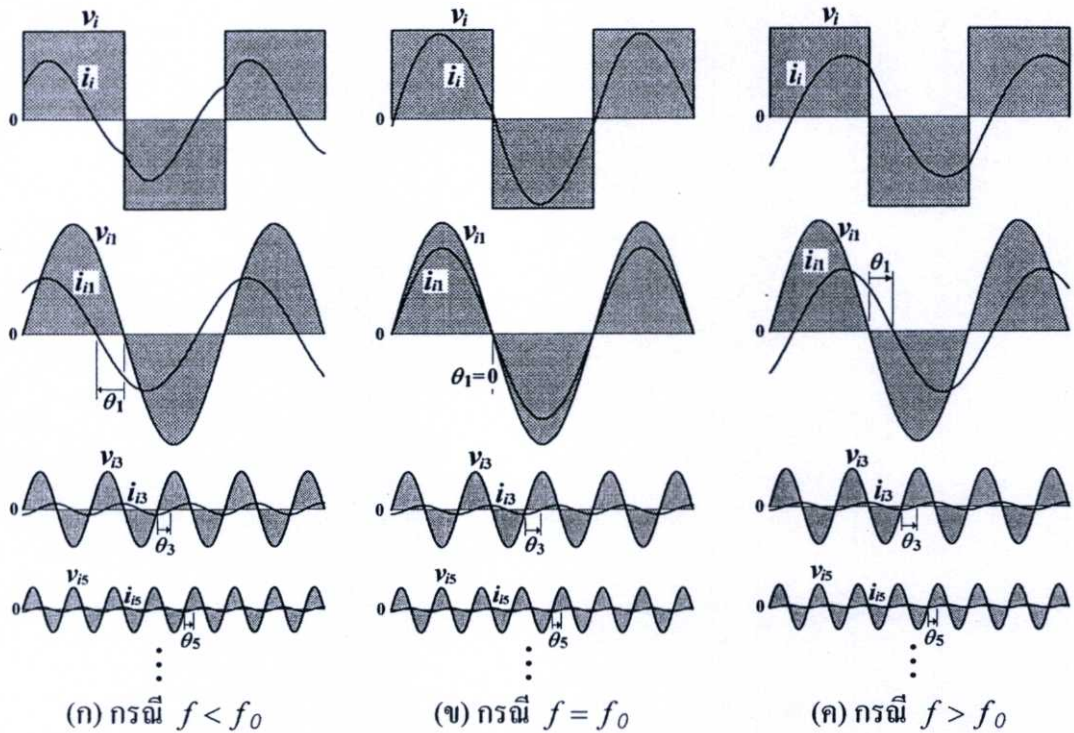 vi vi vi
ii ii ii
0 0 0
vi1 vi1 vi1
ii1 ii1 ii1 θ1
0 0 0
θ1 θ1=0
vi3 vi3 vi3
ii3 ii3 ii3
0 0 0
θ3 θ3 θ3
vi5 vi5 vi5
ii5 ii5 ii5
0 0 0
θ5 θ5 θ5
(ก) กรณี f < f0 (ข) กรณี f = f0 (ค) กรณี f > f0